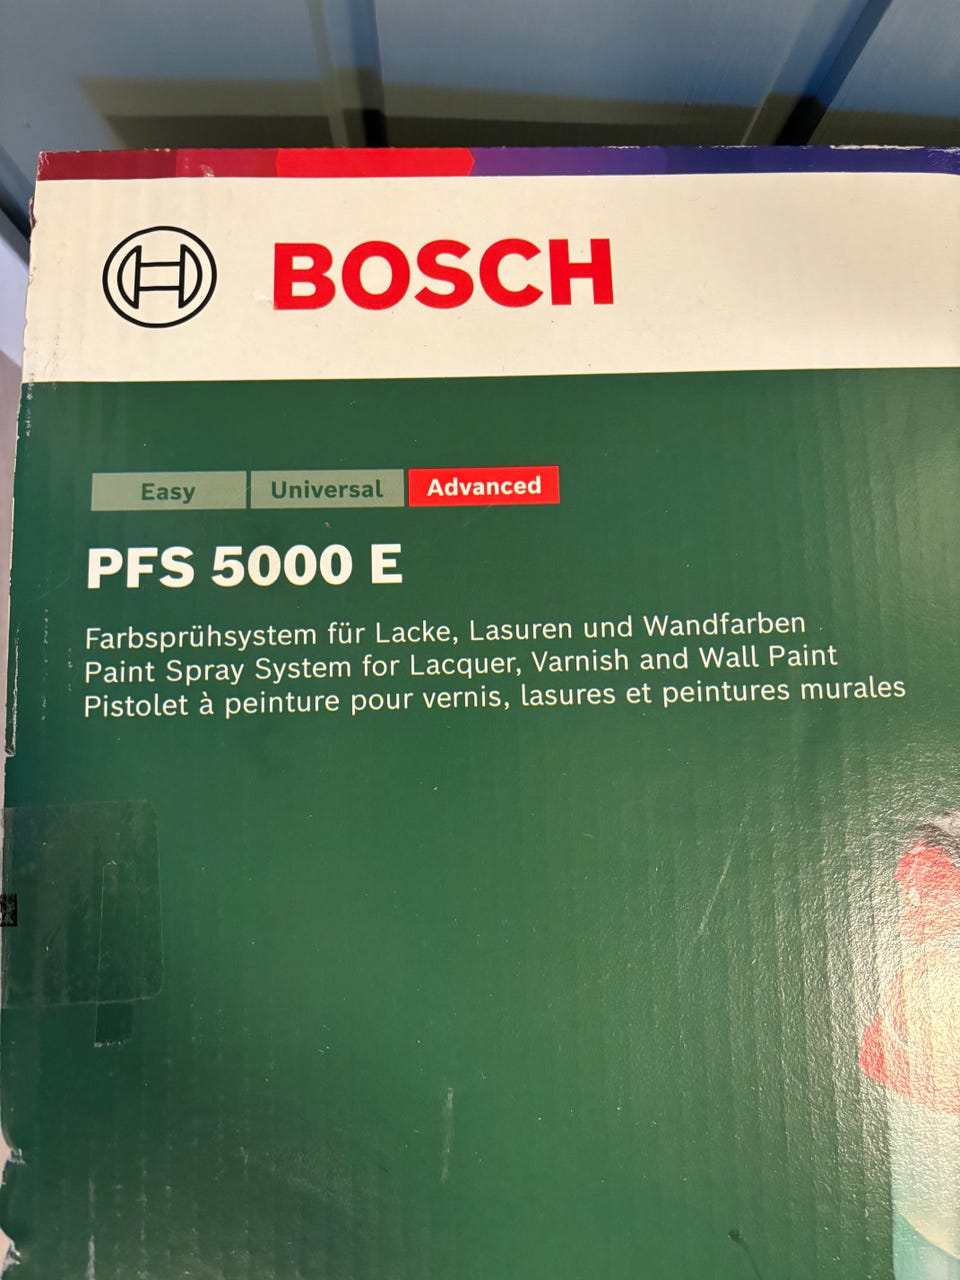 BOSCH
Easy Universal Advanced
PFS 5000 E
Farbsprühsystem für Lacke, Lasuren und Wandfarben
Paint Spray System for Lacquer, Varnish and Wall Paint
Pistolet à peinture pour vernis, lasures et peintures murales